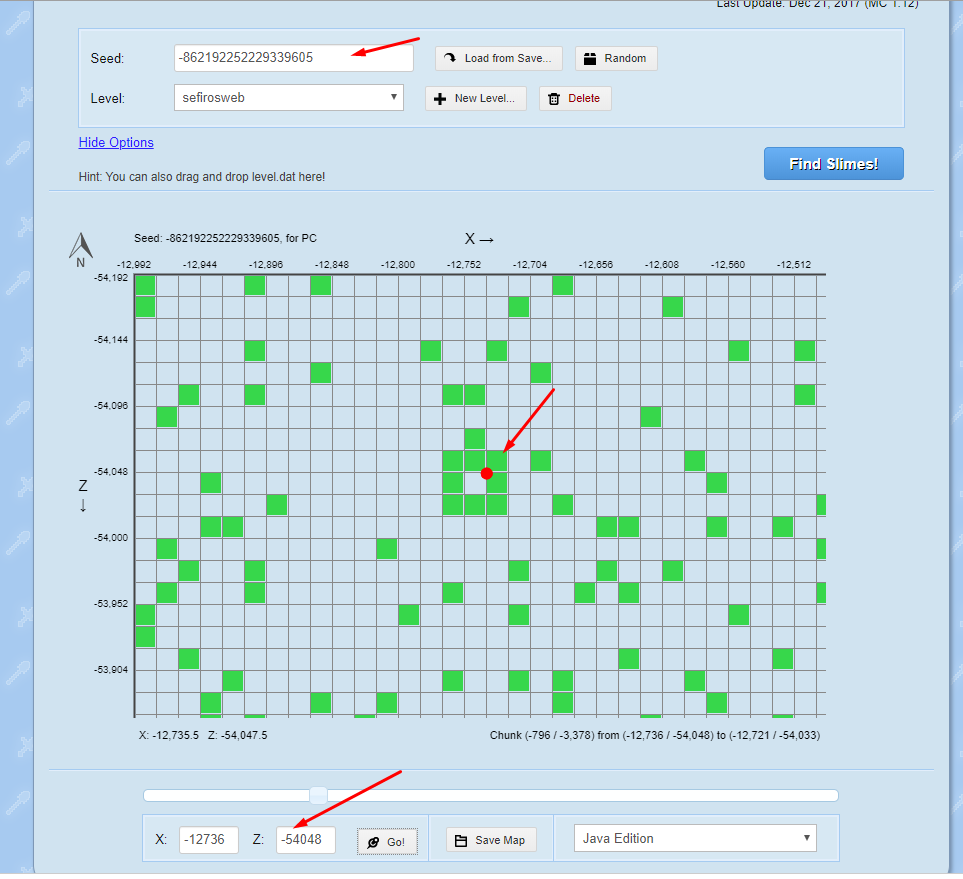 Last Update: Dec 21, 2017 (MC 1.12)
Seed: -862192252229339605 Load from Save... Random
Level: sefirosweb New Level... Delete
Hide Options
Find Slimes!
Hint: You can also drag and drop level.dat here!
Seed: -862192252229339605, for PC X →
N
-12,992 -12,944 -12,896 -12,848 -12,800 -12,752 -12,704 -12,656 -12,608 -12,560 -12,512
-54,192
-54,144
-54,096
-54,048
Z
↓
-54,000
-53,952
-53,904
X: -12,735.5 Z: -54,047.5 Chunk (-796 / -3,378) from (-12,736 / -54,048) to (-12,721 / -54,033)
X: -12736 Z: -54048 Go! Save Map Java Edition